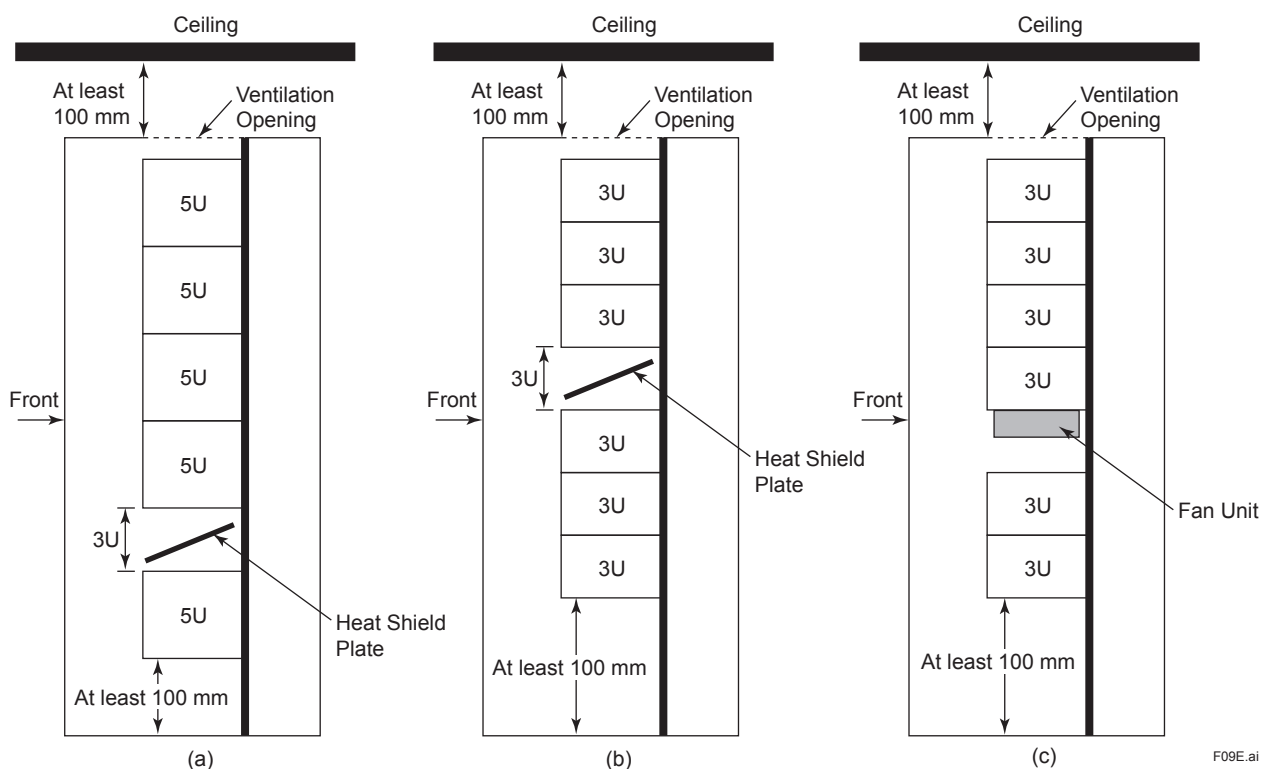 Ceiling
At least
100 mm
Ventilation
Opening
5U
5U
5U
5U
Front
3U
5U
Heat Shield
Plate
At least 100 mm
(a)
Ceiling
At least
100 mm
Ventilation
Opening
3U
3U
3U
3U
Front
3U
Heat Shield
Plate
3U
3U
At least 100 mm
(b)
Ceiling
At least
100 mm
Ventilation
Opening
3U
3U
3U
3U
Front
Fan Unit
3U
3U
At least 100 mm
(c)
F09E.ai